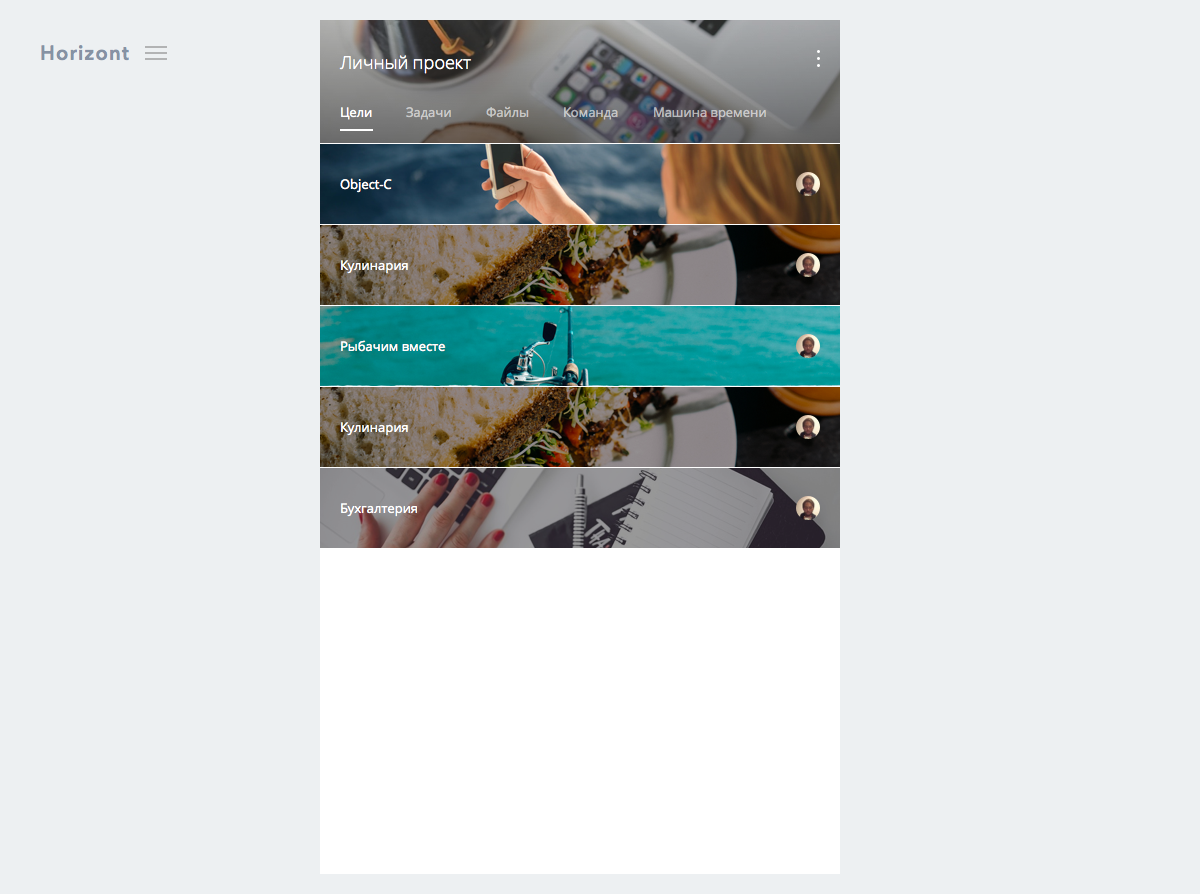 Horizont
Личный проект
Цели Задачи Файлы Команда Машина времени
Object-C
Кулинария
Рыбачим вместе
Кулинария
Бухгалтерия